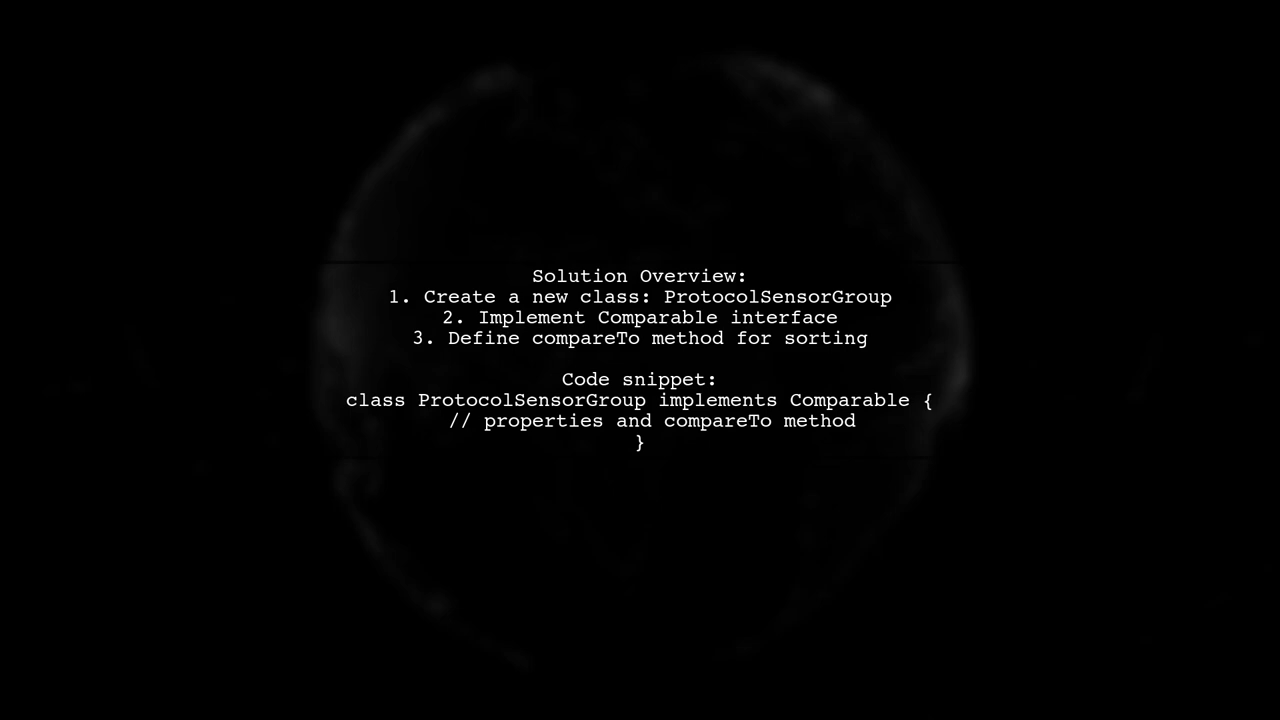 Solution Overview:
1. Create a new class: ProtocolSensorGroup
2. Implement Comparable interface
3. Define compareTo method for sorting
Code snippet:
class ProtocolSensorGroup implements Comparable {
// properties and compareTo method
}